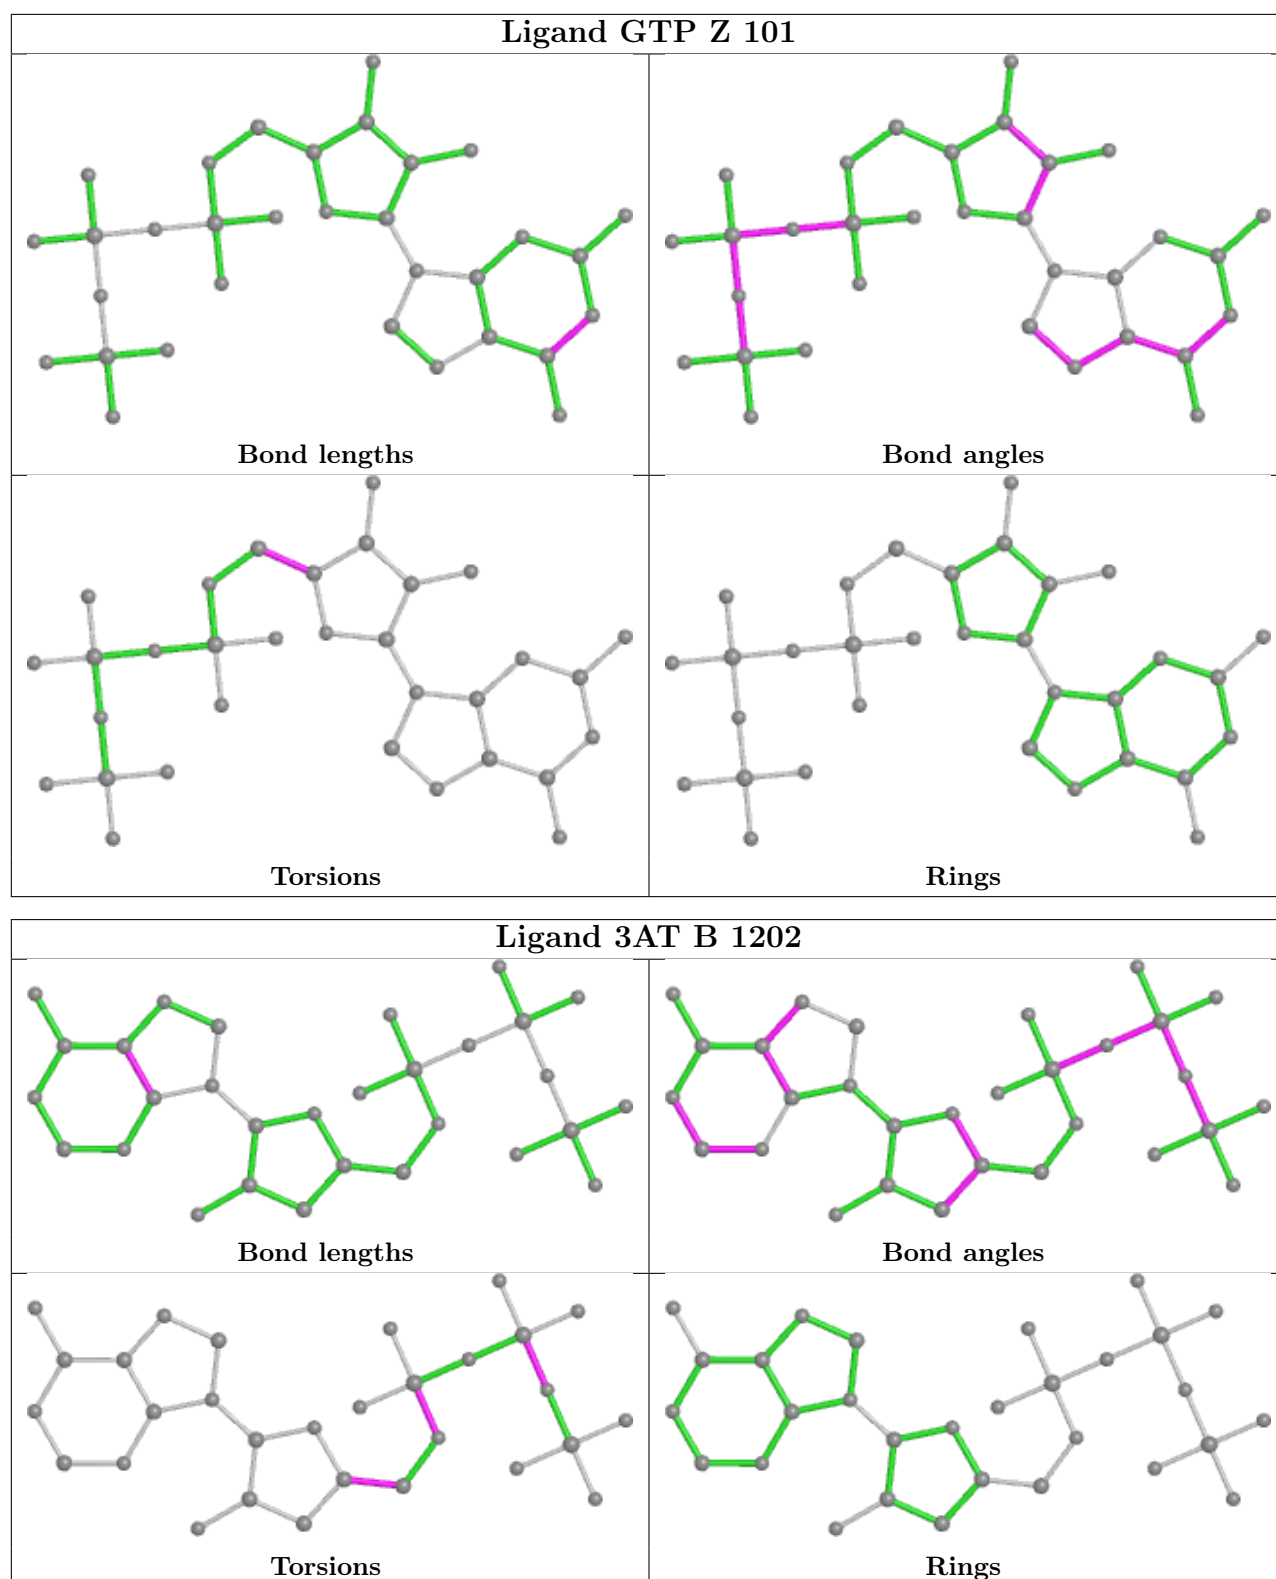 Ligand GTP Z 101
Bond lengths
Bond angles
Torsions
Rings
Ligand 3AT B 1202
Bond lengths
Bond angles
Torsions
Rings